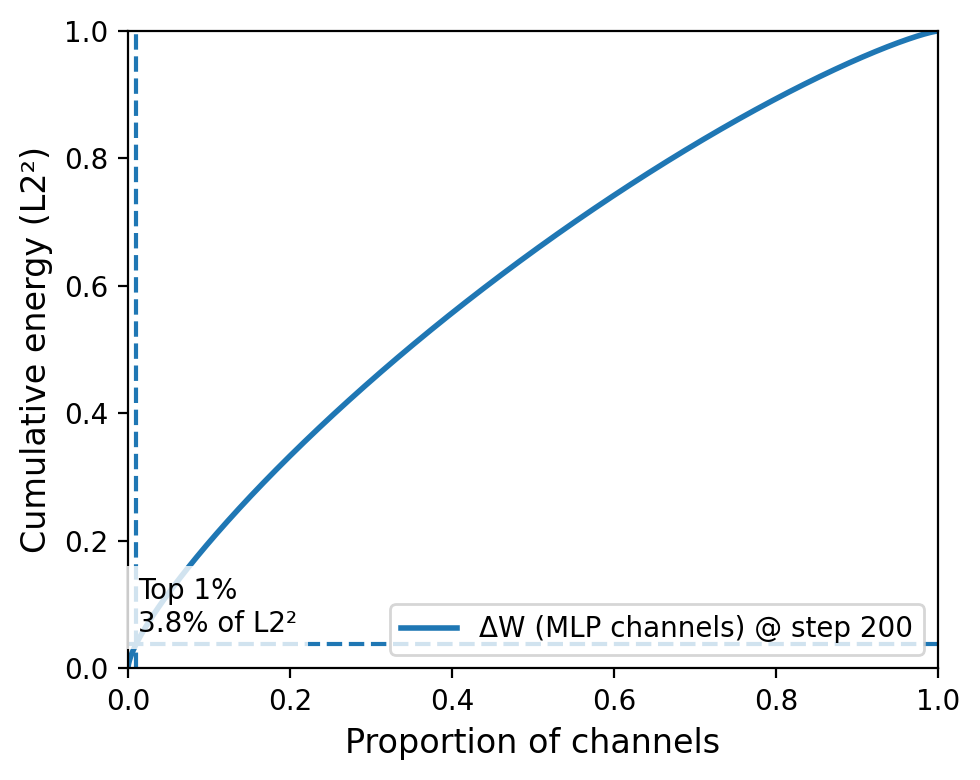 1.0
0.8
0.6
0.4
0.2
0.0
Cumulative energy (L2²)
Top 1%
3.8% of L2²
ΔW (MLP channels) @ step 200
0.0 0.2 0.4 0.6 0.8 1.0
Proportion of channels